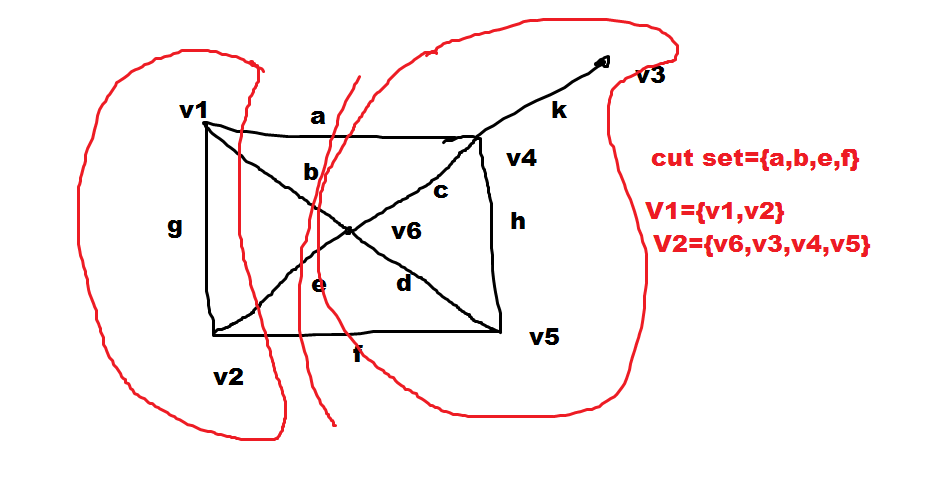 v3
v1
a
k
v4
cut set={a,b,e,f}
b
c
V1={v1,v2}
g
v6
h
V2={v6,v3,v4,v5}
e
d
v5
f
v2